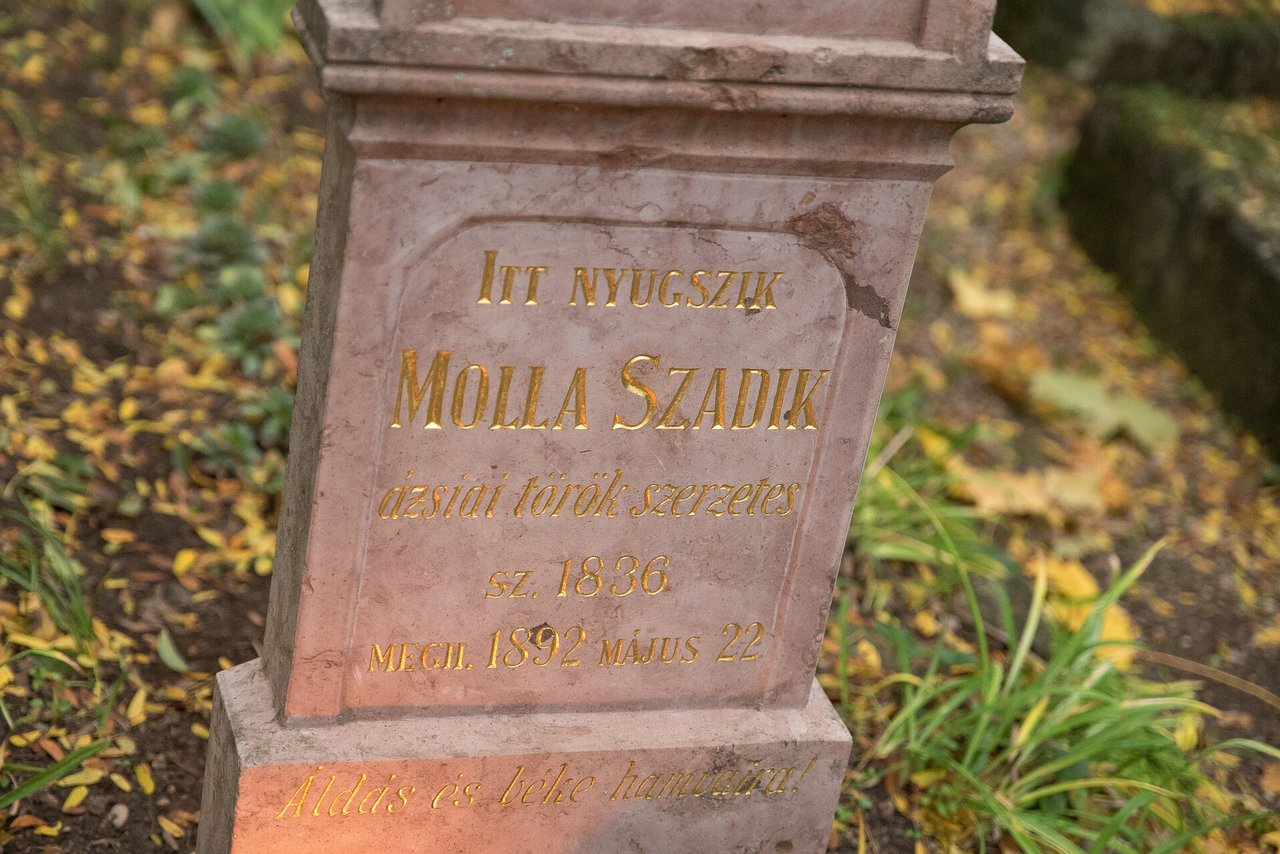 ITT NYUGSZIK
MOLLA SZADIK
ázsiai török szerzetes
SZ. 1836
MEGH. 1892 MÁJUS 22
Áldás és béke hamvaira!